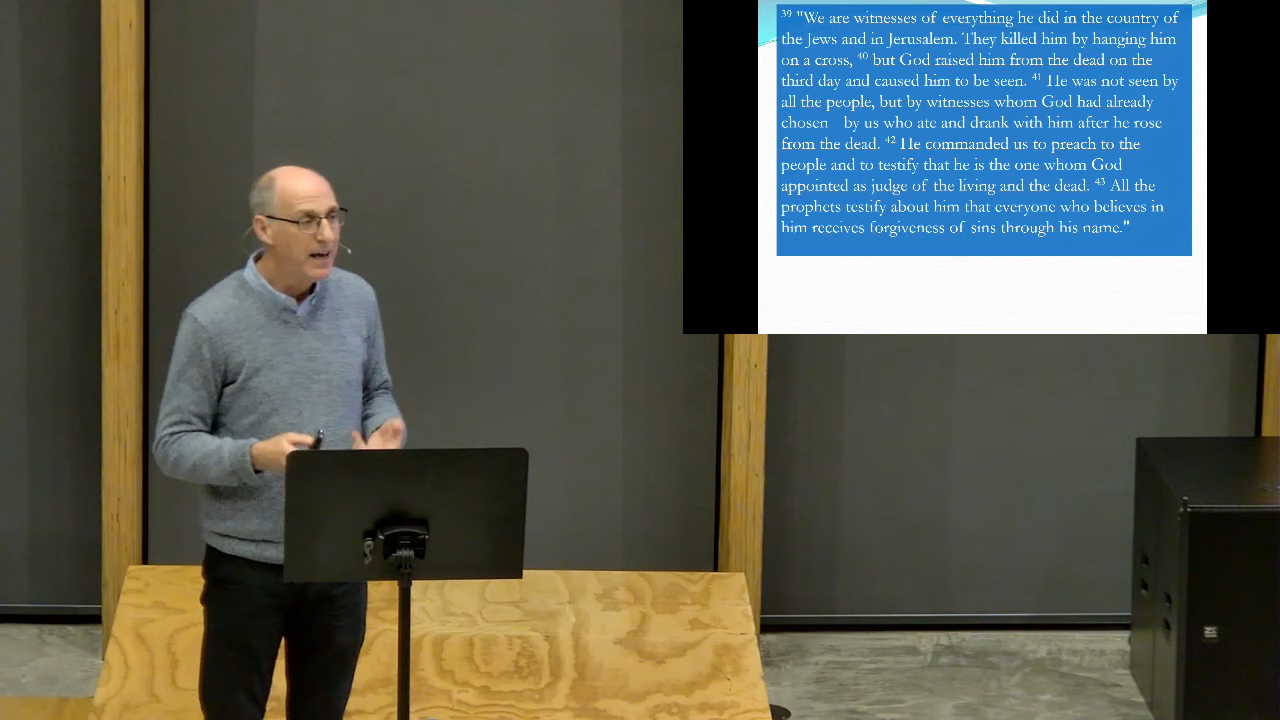 39 "We are witnesses of everything he did in the country of
the Jews and in Jerusalem. They killed him by hanging him
on a cross, 40 but God raised him from the dead on the
third day and caused him to be seen. 41 He was not seen by
all the people, but by witnesses whom God had already
chosen by us who ate and drank with him after he rose
from the dead. 42 He commanded us to preach to the
people and to testify that he is the one whom God
appointed as judge of the living and the dead. 43 All the
prophets testify about him that everyone who believes in
him receives forgiveness of sins through his name."